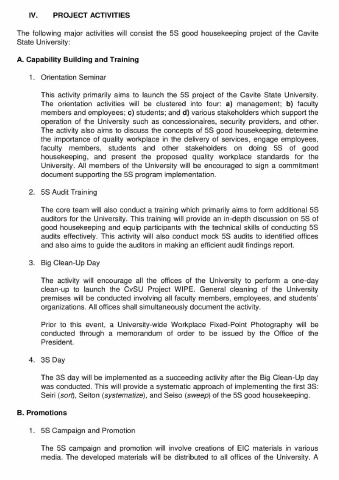 IV. PROJECT ACTIVITIES
The following major activities will consist the 5S good housekeeping project of the Cavite
State University:
A. Capability Building and Training
1. Orientation Seminar
This activity primarily aims to launch the 5S project of the Cavite State University.
The orientation activities will be clustered into four: a) management; b) faculty
members and employees; c) students; and d) various stakeholders which support the
operation of the University such as concessionaires, security providers, and other.
The activity also aims to discuss the concepts of 5S good housekeeping, determine
the importance of quality workplace in the delivery of services, engage employees,
faculty members, students and other stakeholders on doing 5S of good
housekeeping, and present the proposed quality workplace standards for the
University. All members of the University will be encouraged to sign a commitment
document supporting the 5S program implementation.
2. 5S Audit Training
The core team will also conduct a training which primarily aims to form additional 5S
auditors for the University. This training will provide an in-depth discussion on 5S of
good housekeeping and equip participants with the technical skills of conducting 5S
audits effectively. This activity will also conduct mock 5S audits to identified offices
and also aims to guide the auditors in making an efficient audit findings report.
3. Big Clean-Up Day
The activity will encourage all the offices of the University to perform a one-day
clean-up to launch the CvSU Project WIPE. General cleaning of the University
premises will be conducted involving all faculty members, employees, and students'
organizations. All offices shall simultaneously document the activity.
Prior to this event, a University-wide Workplace Fixed-Point Photography will be
conducted through a memorandum of order to be issued by the Office of the
President.
4. 3S Day
The 3S day will be implemented as a succeeding activity after the Big Clean-Up day
was conducted. This will provide a systematic approach of implementing the first 3S:
Seiri (sort), Seiton (systematize), and Seiso (sweep) of the 5S good housekeeping.
B. Promotions
1. 5S Campaign and Promotion
The 5S campaign and promotion will involve creations of EIC materials in various
media. The developed materials will be distributed to all offices of the University. A